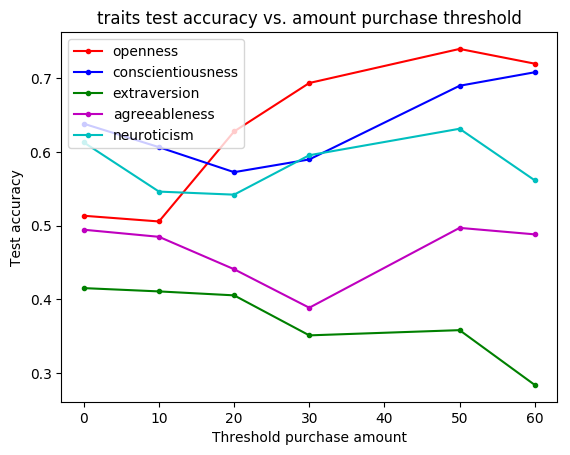 traits test accuracy vs. amount purchase threshold
openness
conscientiousness
extraversion
agreeableness
neuroticism
0.7
0.6
0.5
0.4
0.3
Test accuracy
0 10 20 30 40 50 60
Threshold purchase amount